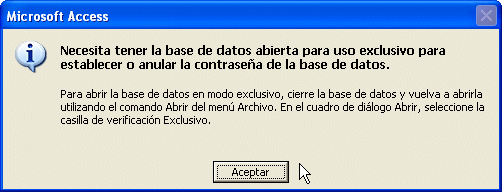 Microsoft Access
Necesita tener la base de datos abierta para uso exclusivo para
establecer o anular la contraseña de la base de datos.
Para abrir la base de datos en modo exclusivo, cierre la base de datos y vuelva a abrirla
utilizando el comando Abrir del menú Archivo. En el cuadro de diálogo Abrir, seleccione la
casilla de verificación Exclusivo.
Aceptar